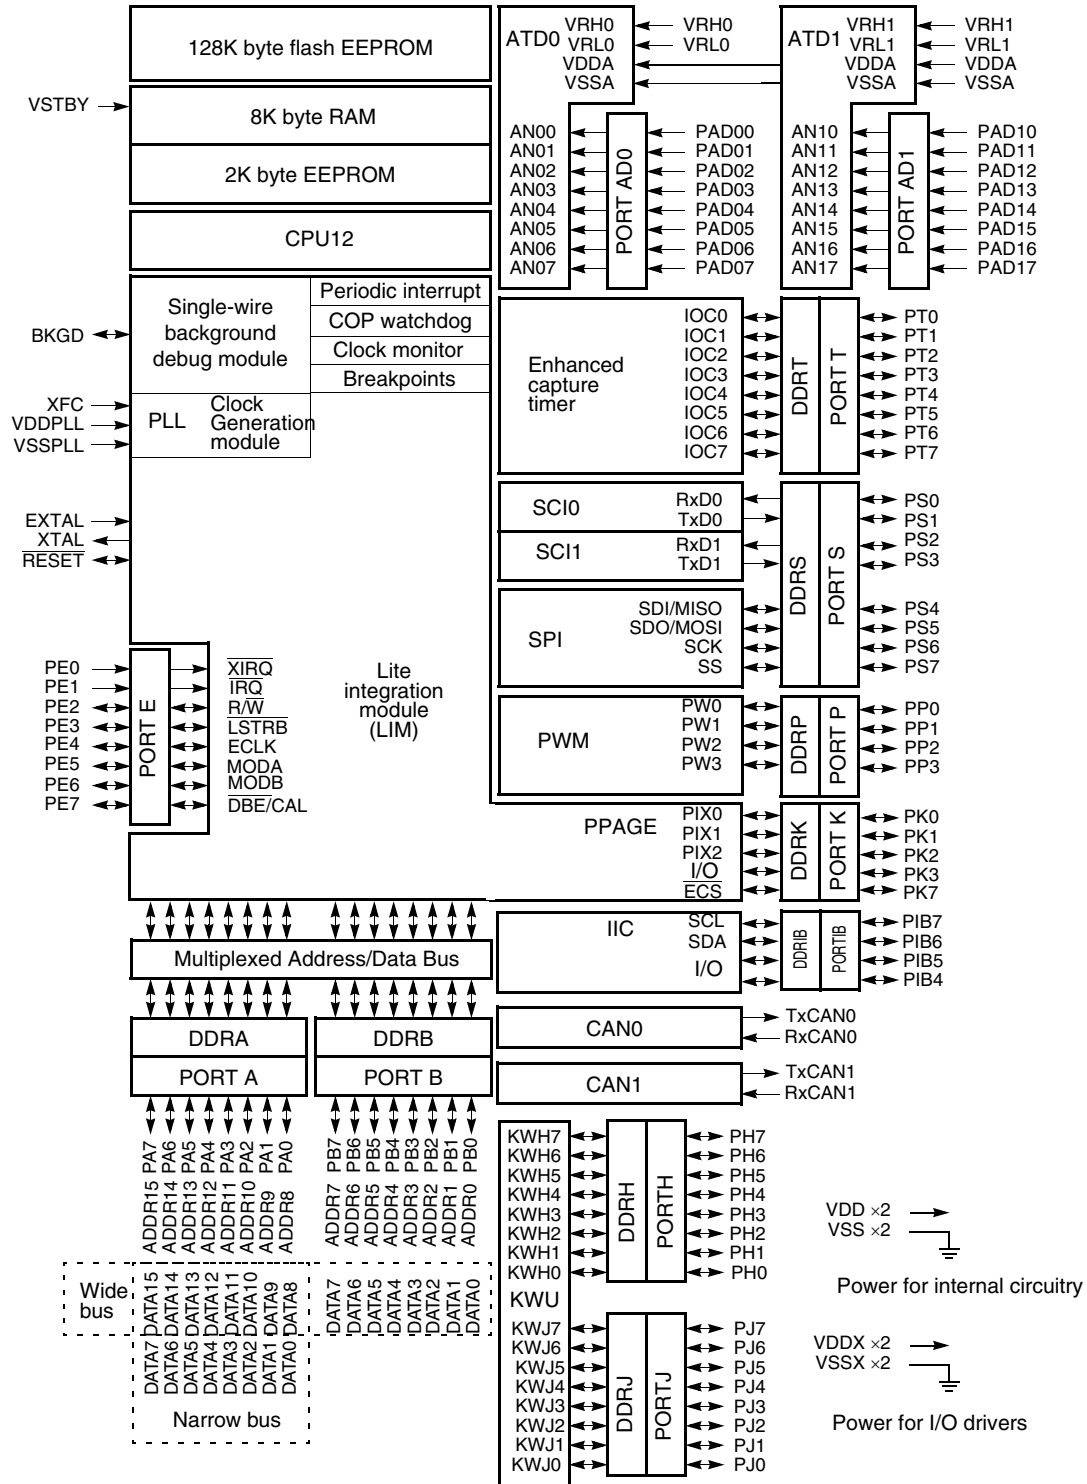 128K byte flash EEPROM
VSTBY
8K byte RAM
2K byte EEPROM
CPU12
Single-wire
background
debug module
Periodic interrupt
COP watchdog
Clock monitor
Breakpoints
BKGD
XFC
VDDPLL
VSSPLL
PLL
Clock
Generation
module
EXTAL
XTAL
RESET
PE0
PE1
PE2
PE3
PE4
PE5
PE6
PE7
PORT E
XIRQ
IRQ
R/W
LSTRB
ECLK
MODA
MODB
DBE/CAL
Lite
integration
module
(LIM)
ATD0
VRH0
VRL0
VDDA
VSSA
VRH0
VRL0
AN00
AN01
AN02
AN03
AN04
AN05
AN06
AN07
PORT AD0
PAD00
PAD01
PAD02
PAD03
PAD04
PAD05
PAD06
PAD07
ATD1
VRH1
VRL1
VDDA
VSSA
VRH1
VRL1
VDDA
VSSA
AN10
AN11
AN12
AN13
AN14
AN15
AN16
AN17
PORT AD1
PAD10
PAD11
PAD12
PAD13
PAD14
PAD15
PAD16
PAD17
Enhanced
capture
timer
IOC0
IOC1
IOC2
IOC3
IOC4
IOC5
IOC6
IOC7
DDRT
PORT T
PT0
PT1
PT2
PT3
PT4
PT5
PT6
PT7
SCI0
RxD0
TxD0
SCI1
RxD1
TxD1
SPI
SDI/MISO
SDO/MOSI
SCK
SS
DDRS
PORT S
PS0
PS1
PS2
PS3
PS4
PS5
PS6
PS7
PWM
PW0
PW1
PW2
PW3
DDRP
PORT P
PP0
PP1
PP2
PP3
PPAGE
PIX0
PIX1
PIX2
I/O
ECS
DDRK
PORT K
PK0
PK1
PK2
PK3
PK7
IIC
SCL
SDA
I/O
DDRIB
PORTIB
PIB7
PIB6
PIB5
PIB4
CAN0
TxCAN0
RxCAN0
CAN1
TxCAN1
RxCAN1
Multiplexed Address/Data Bus
DDRA
PORT A
DDRB
PORT B
PA7
PA6
PA5
PA4
PA3
PA2
PA1
PA0
PB7
PB6
PB5
PB4
PB3
PB2
PB1
PB0
ADDR15
ADDR14
ADDR13
ADDR12
ADDR11
ADDR10
ADDR9
ADDR8
ADDR7
ADDR6
ADDR5
ADDR4
ADDR3
ADDR2
ADDR1
ADDR0
Wide
bus
DATA15
DATA14
DATA13
DATA12
DATA11
DATA10
DATA9
DATA8
DATA7
DATA6
DATA5
DATA4
DATA3
DATA2
DATA1
DATA0
DATA7
DATA6
DATA5
DATA4
DATA3
DATA2
DATA1
DATA0
Narrow bus
KWH7
KWH6
KWH5
KWH4
KWH3
KWH2
KWH1
KWH0
KWU
DDRH
PORTH
PH7
PH6
PH5
PH4
PH3
PH2
PH1
PH0
KWJ7
KWJ6
KWJ5
KWJ4
KWJ3
KWJ2
KWJ1
KWJ0
DDRJ
PORTJ
PJ7
PJ6
PJ5
PJ4
PJ3
PJ2
PJ1
PJ0
VDD ×2
VSS ×2
Power for internal circuitry
VDDX ×2
VSSX ×2
Power for I/O drivers